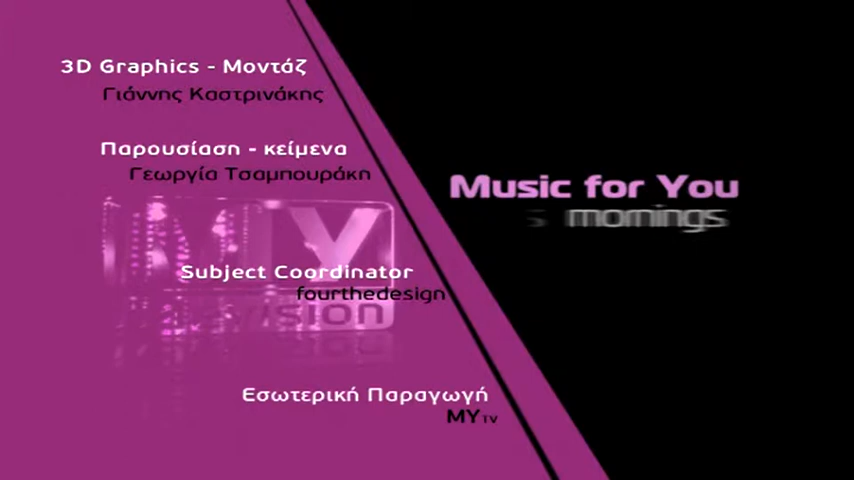 3D Graphics - Μοντάζ
Γιάννης Καστρινάκης
Παρουσίαση - κείμενα
Γεωργία Τσαμπουράκη
Music for You
mornings
MY
Subject Coordinator
fourthedesign
Εσωτερική Παραγωγή
MYTV